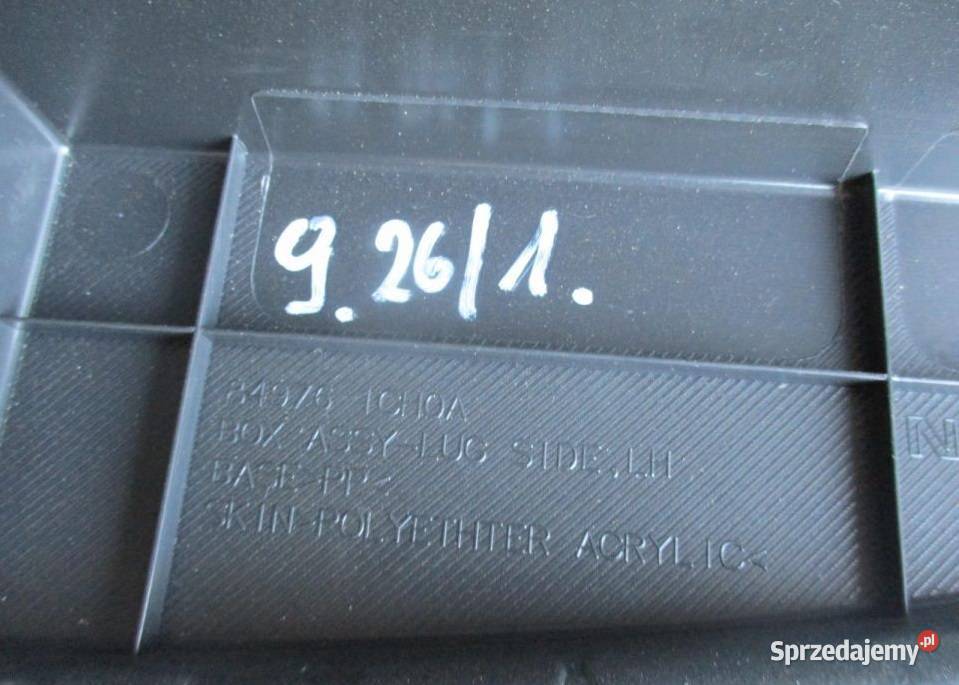 9.26/1.
84976 1CH0A
BOX ASSY-LUG SIDE,LH
BASE>PP<
SKIN>POLYETHTER ACRYLIC<
N
Sprzedajemy.pl